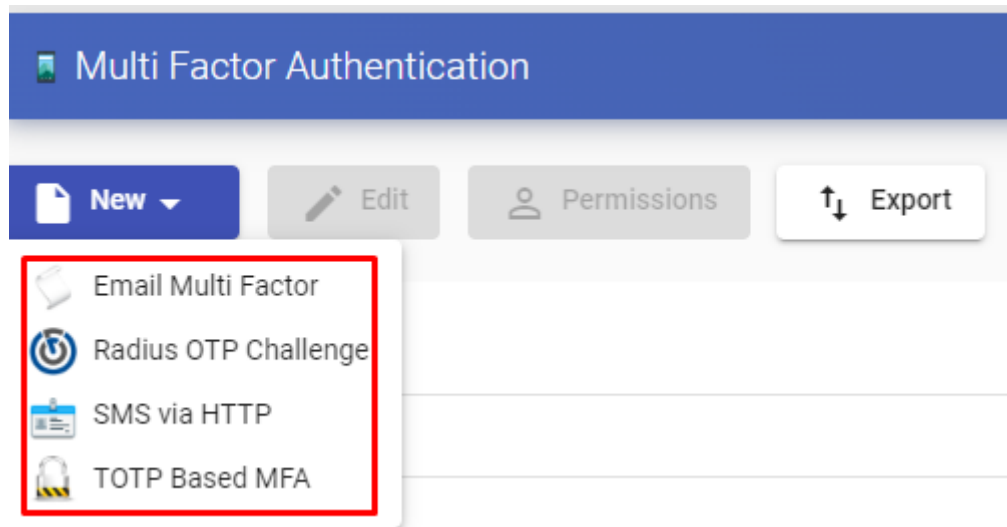 Multi Factor Authentication
New Edit Permissions Export
Email Multi Factor
Radius OTP Challenge
SMS via HTTP
TOTP Based MFA